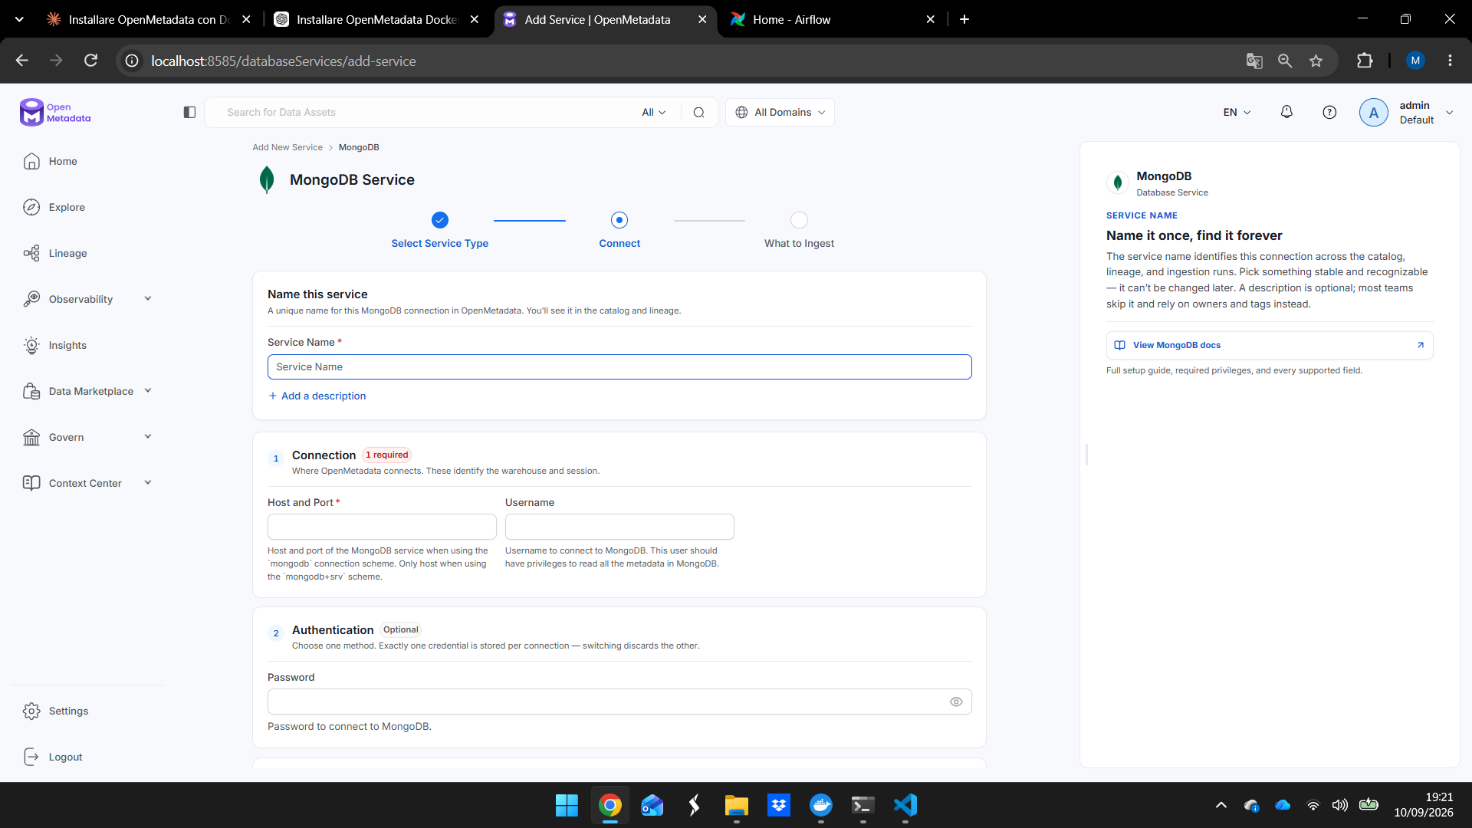 Installare OpenMetadata con Do
Installare OpenMetadata Docke
Add Service | OpenMetadata
Home - Airflow
localhost:8585/databaseServices/add-service
M
Open
Metadata
Search for Data Assets
All
All Domains
EN
A
admin
Default
Home
Explore
Lineage
Observability
Insights
Data Marketplace
Govern
Context Center
Settings
Logout
Add New Service > MongoDB
MongoDB Service
Select Service Type
Connect
What to Ingest
Name this service
A unique name for this MongoDB connection in OpenMetadata. You'll see it in the catalog and lineage.
Service Name *
Service Name
+ Add a description
1
Connection
1 required
Where OpenMetadata connects. These identify the warehouse and session.
Host and Port *
Username
Host and port of the MongoDB service when using the
`mongodb` connection scheme. Only host when using
the `mongodb+srv` scheme.
Username to connect to MongoDB. This user should
have privileges to read all the metadata in MongoDB.
2
Authentication
Optional
Choose one method. Exactly one credential is stored per connection — switching discards the other.
Password
Password to connect to MongoDB.
MongoDB
Database Service
SERVICE NAME
Name it once, find it forever
The service name identifies this connection across the catalog,
lineage, and ingestion runs. Pick something stable and recognizable
— it can't be changed later. A description is optional; most teams
skip it and rely on owners and tags instead.
View MongoDB docs
Full setup guide, required privileges, and every supported field.
19:21
10/09/2026